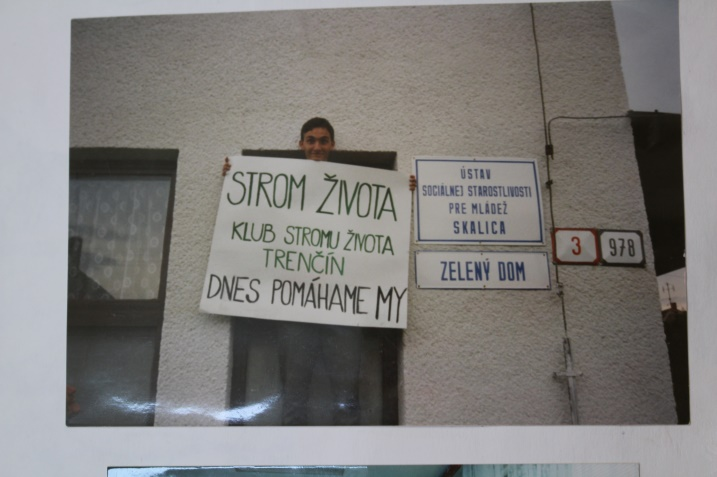 STROM ŽIVOTA
KLUB STROMU ŽIVOTA
TRENČÍN
DNES POMÁHAME MY
ÚSTAV
SOCIÁLNEJ STAROSTLIVOSTI
PRE MLÁDEŽ
SKALICA
ZELENÝ DOM
3
978